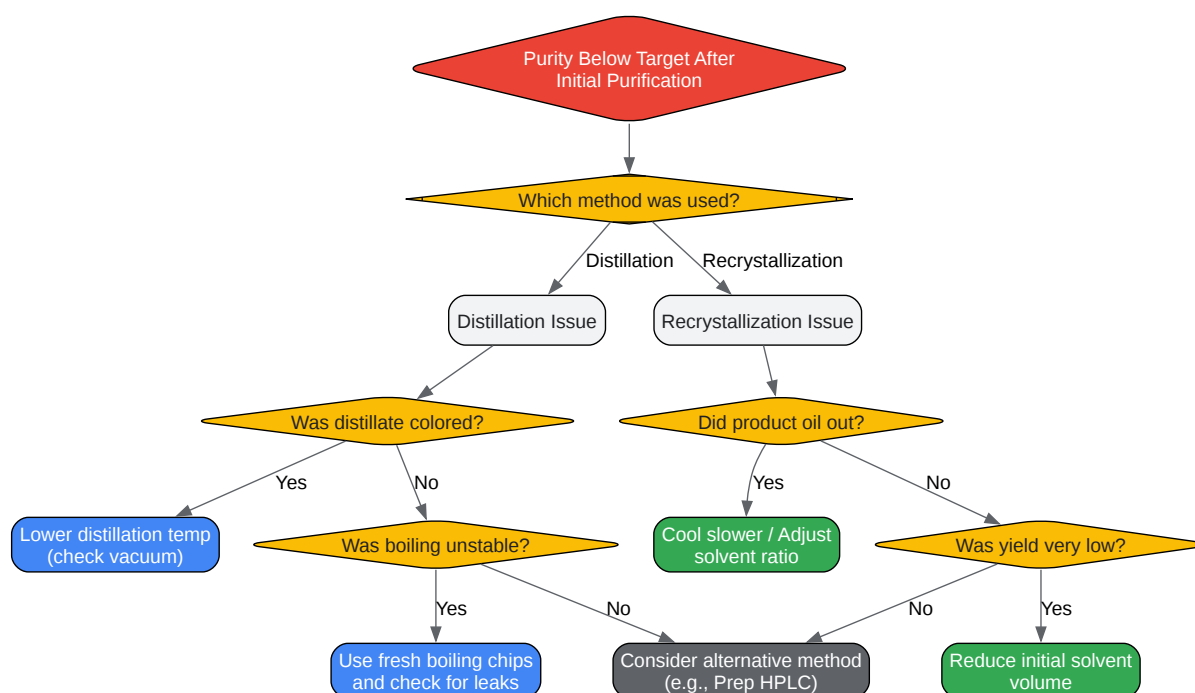 Purity Below Target After
Initial Purification
Which method was used?
Distillation
Recrystallization
Distillation Issue
Recrystallization Issue
Was distillate colored?
Did product oil out?
Yes
No
Yes
No
Lower distillation temp
(check vacuum)
Was boiling unstable?
Cool slower / Adjust
solvent ratio
Was yield very low?
Yes
No
No
Yes
Use fresh boiling chips
and check for leaks
Consider alternative method
(e.g., Prep HPLC)
Reduce initial solvent
volume